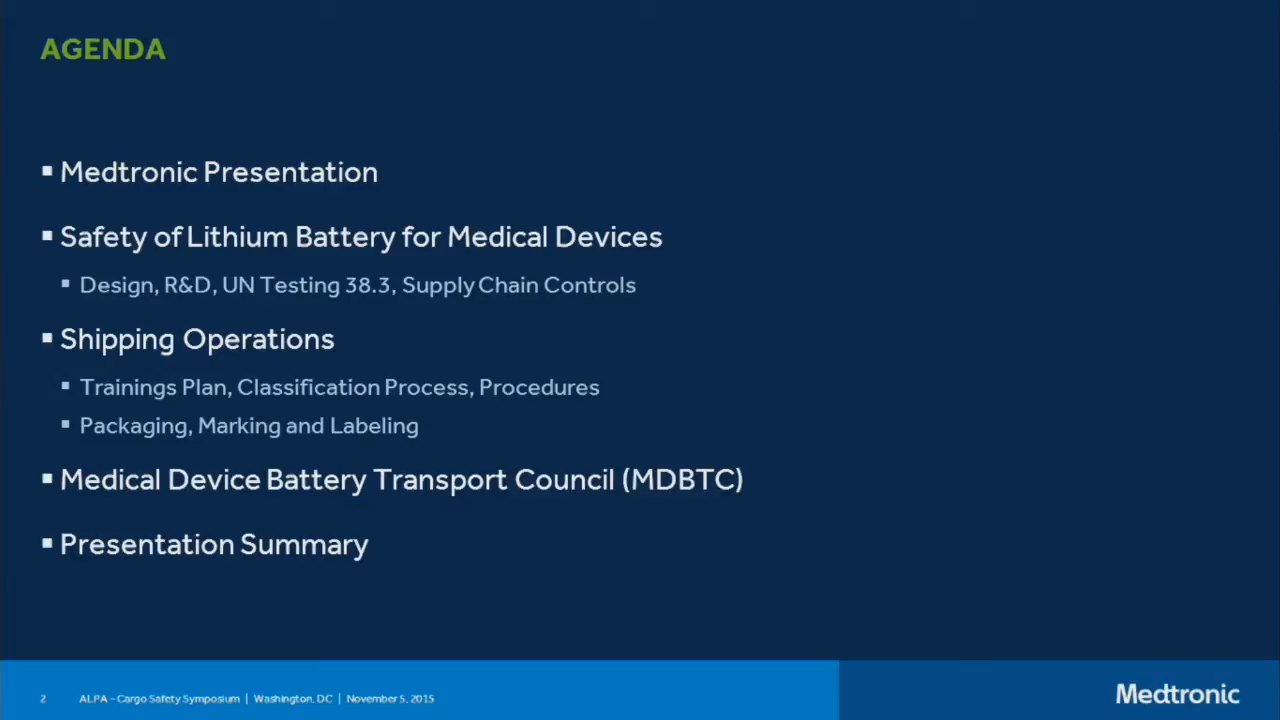 AGENDA
▪ Medtronic Presentation
▪ Safety of Lithium Battery for Medical Devices
▪ Design, R&D, UN Testing 38.3, Supply Chain Controls
▪ Shipping Operations
▪ Trainings Plan, Classification Process, Procedures
▪ Packaging, Marking and Labeling
▪ Medical Device Battery Transport Council (MDBTC)
▪ Presentation Summary
2 ALPA - Cargo Safety Symposium | Washington, DC | November 5, 2015
Medtronic